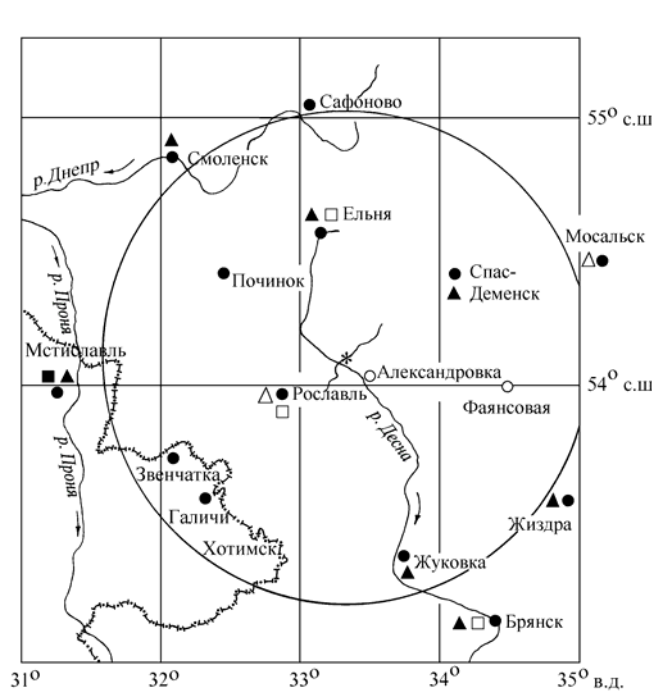 Сафоново
55° с.ш
Смоленск
р. Днепр
Ельня
Мосальск
р. Проня
Починок
Спас-
Деменск
Мстиславль
*
Александровка
54° с.ш
Рославль
Фаянсовая
р. Десна
р. Проня
Звенчатка
Галичи
Жиздра
Хотимск
Жуковка
Брянск
31° 32° 33° 34° 35° в.д.